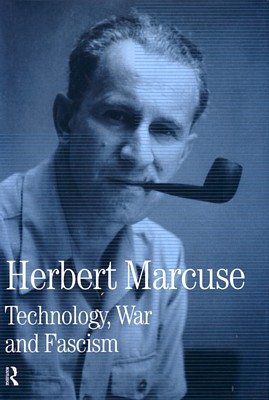 Herbert Marcuse
Technology, War
and Fascism